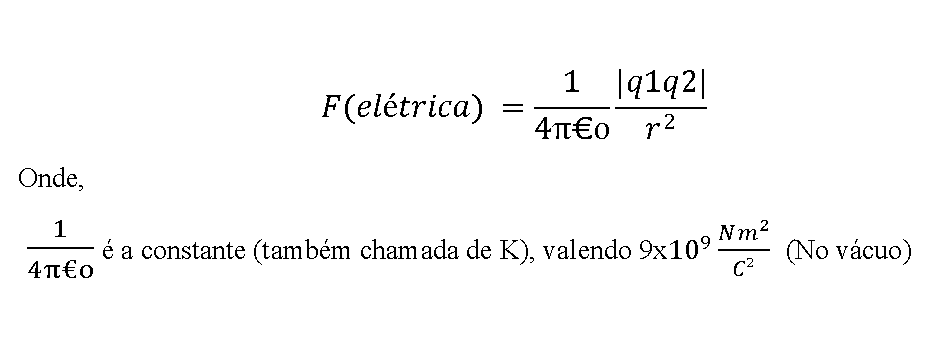 F(elétrica) = 1/4π€o |q1q2|/r²
Onde,
1/4π€o é a constante (também chamada de K), valendo 9x10⁹ Nm²/C² (No vácuo)